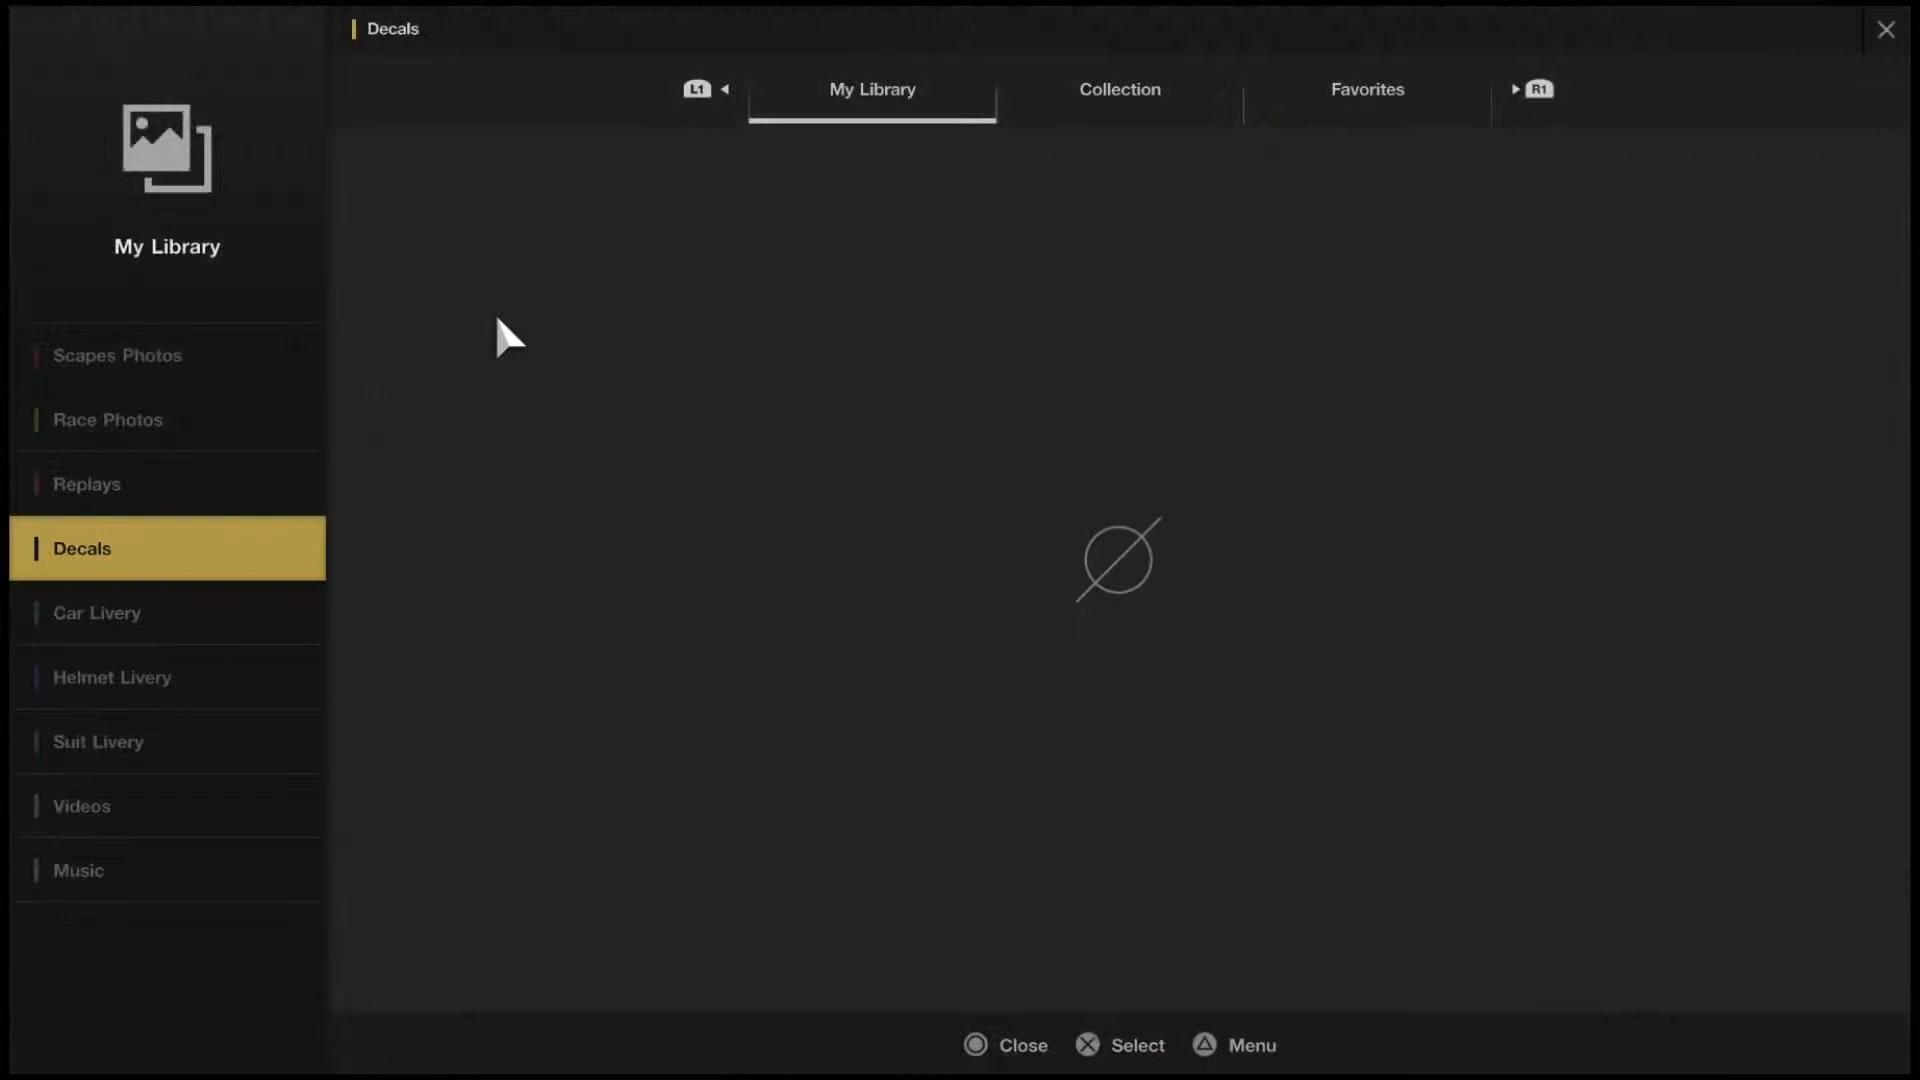 Decals
L1
My Library
Collection
Favorites
R1
My Library
Scapes Photos
Race Photos
Replays
Decals
Car Livery
Helmet Livery
Suit Livery
Videos
Music
Close
Select
Menu